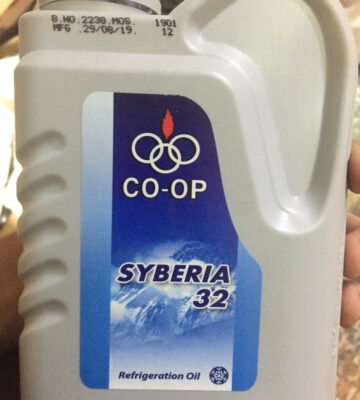 B.NO.2238.MOS. 1901
MFG .29/08/19. 12
CO-OP
SYBERIA
32
Refrigeration Oil